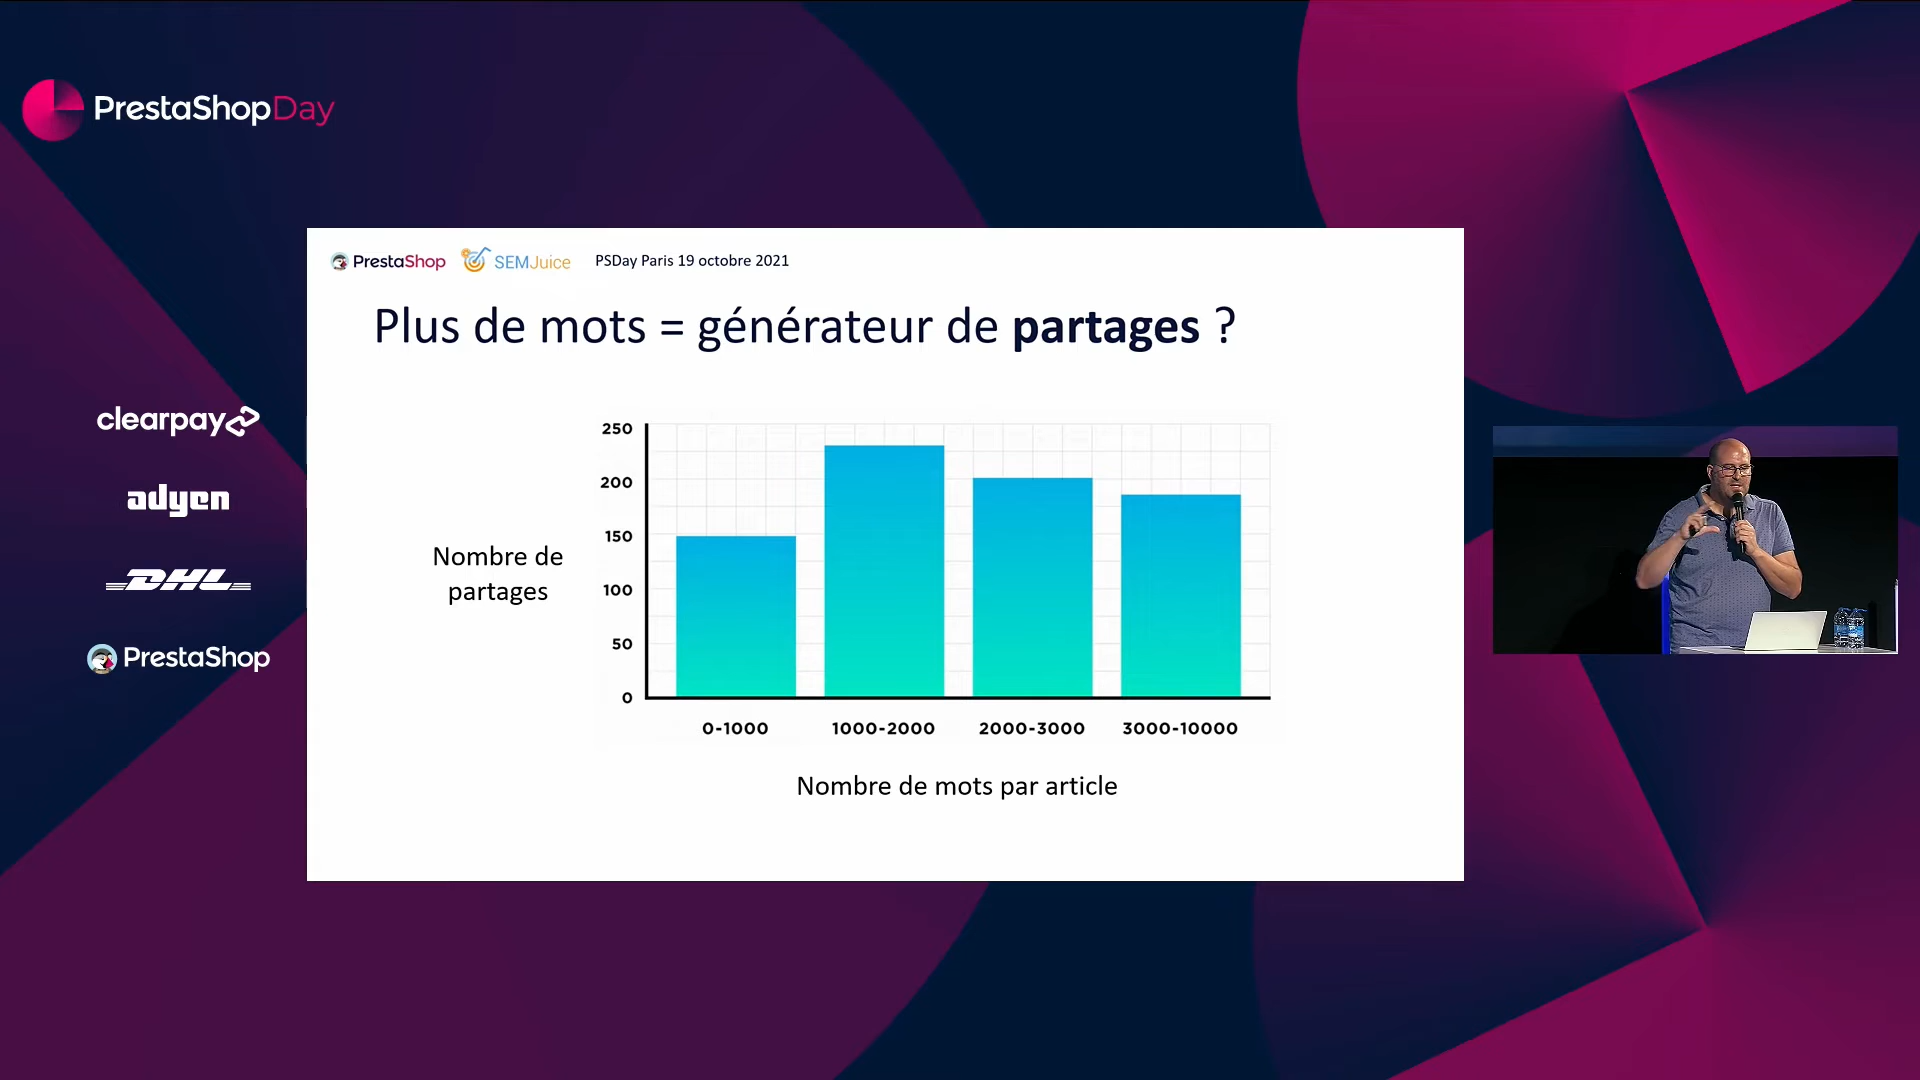 PrestaShopDay
PrestaShop SEMJuice PSDay Paris 19 octobre 2021
Plus de mots = générateur de partages ?
clearpay
adyen
DHL
PrestaShop
Nombre de
partages
250
200
150
100
50
0
0-1000 1000-2000 2000-3000 3000-10000
Nombre de mots par article